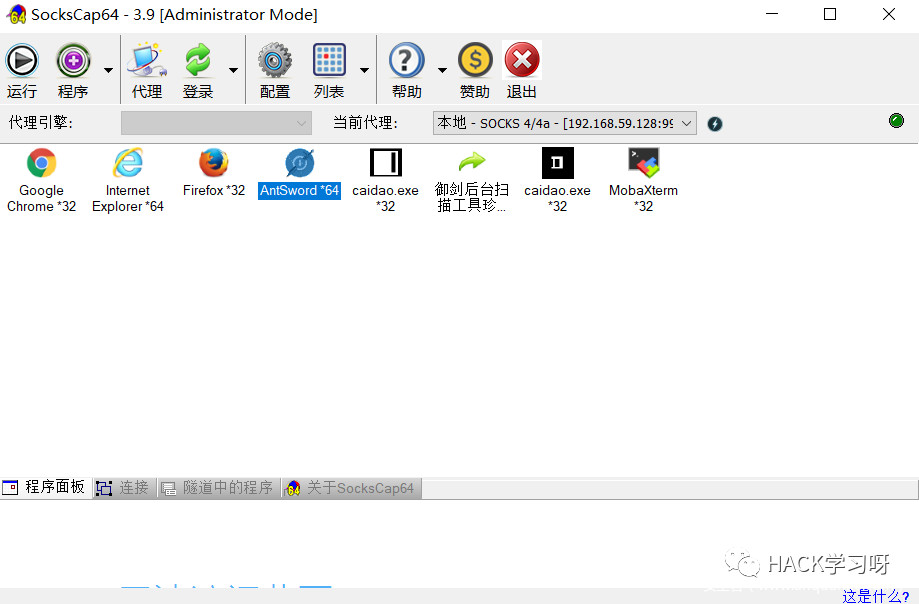 SocksCap64 - 3.9 [Administrator Mode]
运行 程序 代理 登录 配置 列表 帮助 赞助 退出
代理引擎: 当前代理: 本地 - SOCKS 4/4a - [192.168.59.128:99
Google Chrome *32
Internet Explorer *64
Firefox *32
AntSword *64
caidao.exe *32
御剑后台扫描工具珍...
caidao.exe *32
MobaXterm *32
程序面板 连接 隧道中的程序 关于SocksCap64
HACK学习呀
这是什么?